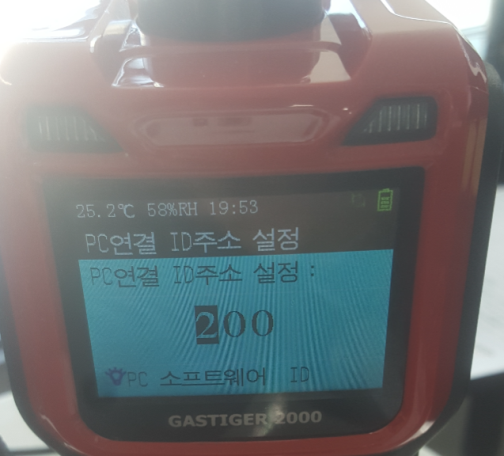 25.2℃ 58%RH 19:53
PC연결 ID주소 설정
PC연결 ID주소 설정 :
200
PC 소프트웨어 ID
GASTIGER 2000